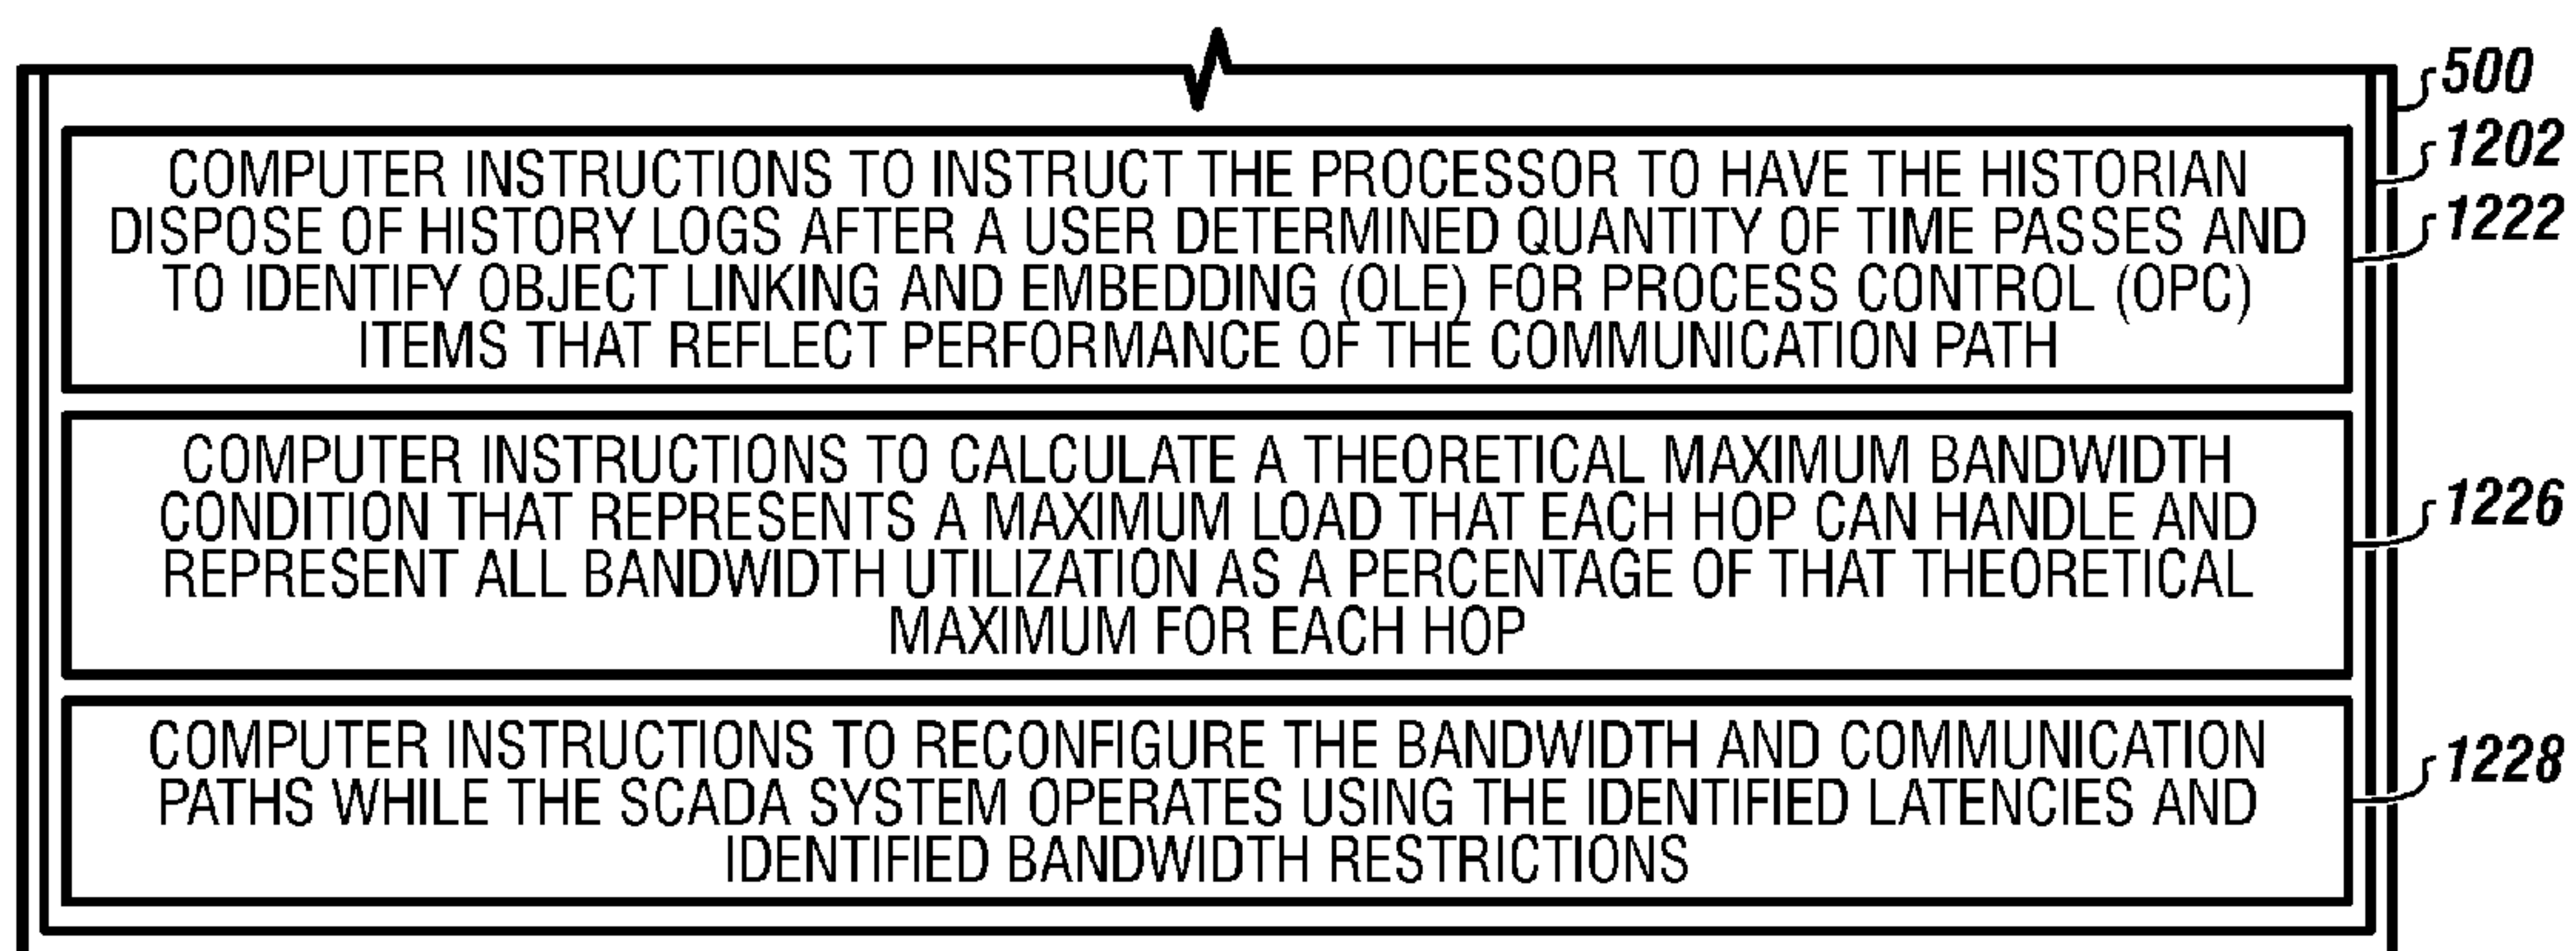 500
1202
COMPUTER INSTRUCTIONS TO INSTRUCT THE PROCESSOR TO HAVE THE HISTORIAN
DISPOSE OF HISTORY LOGS AFTER A USER DETERMINED QUANTITY OF TIME PASSES AND
TO IDENTIFY OBJECT LINKING AND EMBEDDING (OLE) FOR PROCESS CONTROL (OPC)
ITEMS THAT REFLECT PERFORMANCE OF THE COMMUNICATION PATH
1222
COMPUTER INSTRUCTIONS TO CALCULATE A THEORETICAL MAXIMUM BANDWIDTH
CONDITION THAT REPRESENTS A MAXIMUM LOAD THAT EACH HOP CAN HANDLE AND
REPRESENT ALL BANDWIDTH UTILIZATION AS A PERCENTAGE OF THAT THEORETICAL
MAXIMUM FOR EACH HOP
1226
COMPUTER INSTRUCTIONS TO RECONFIGURE THE BANDWIDTH AND COMMUNICATION
PATHS WHILE THE SCADA SYSTEM OPERATES USING THE IDENTIFIED LATENCIES AND
IDENTIFIED BANDWIDTH RESTRICTIONS
1228